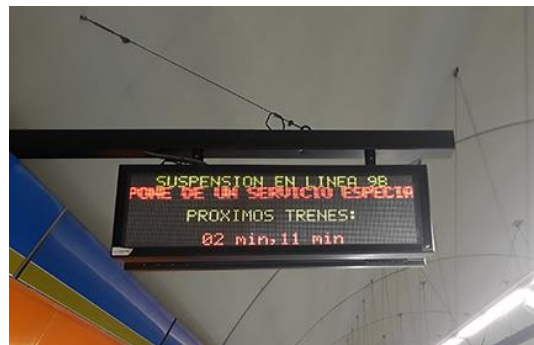 SUSPENSION EN LINEA 9B
PONE DE UN SERVICIO ESPECIA
PROXIMOS TRENES:
02 min,11 min